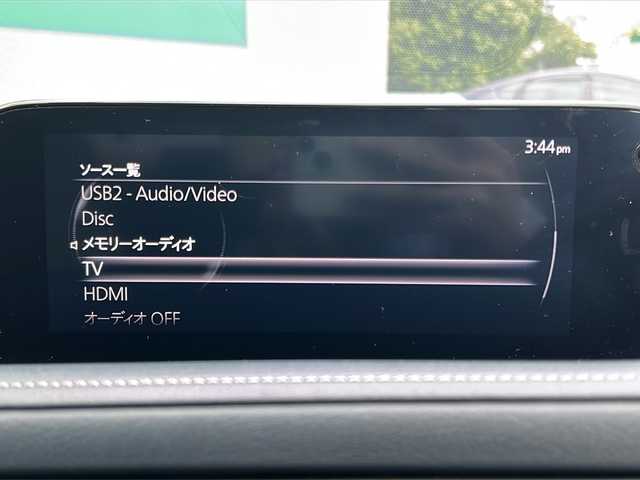 3:44pm
ソース一覧
USB2 - Audio/Video
Disc
メモリーオーディオ
TV
HDMI
オーディオ OFF